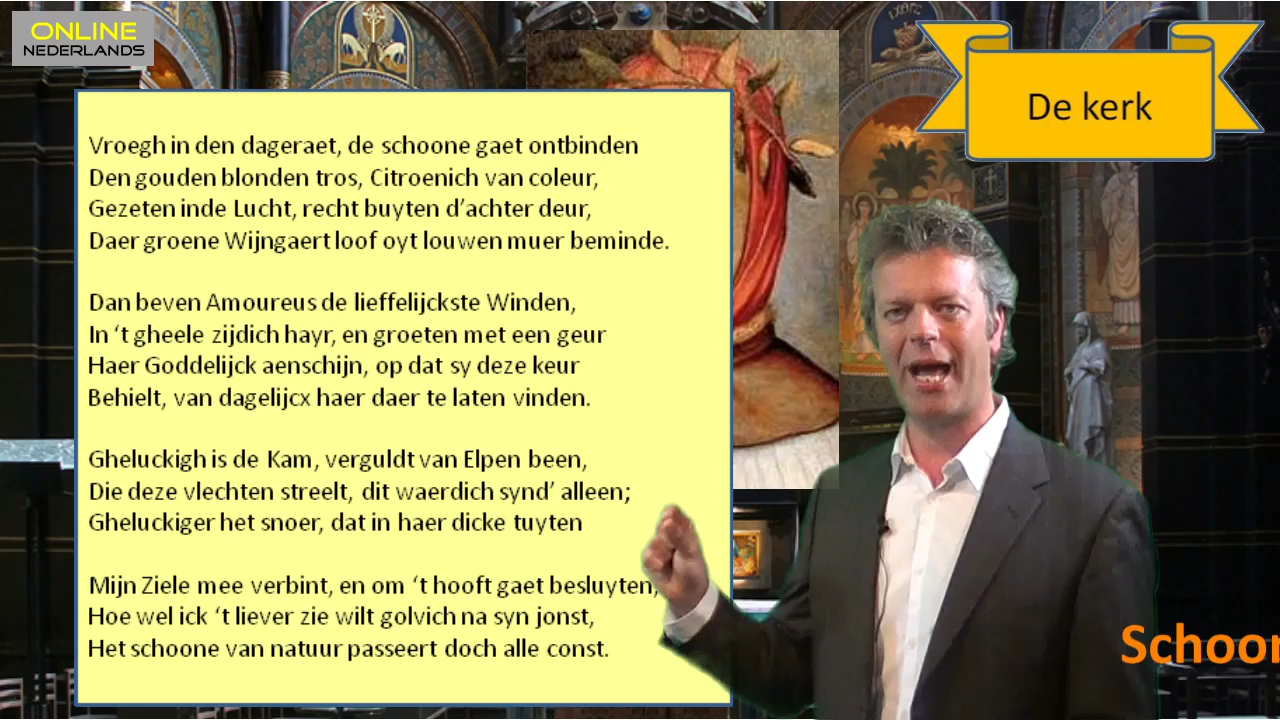 ONLINE
NEDERLANDS
De kerk
Vroegh in den dageraet, de schoone gaet ontbinden
Den gouden blonden tros, Citroenich van coleur,
Gezeten inde Lucht, recht buyten d’achter deur,
Daer groene Wijngaert loof oyt louwen muer beminde.
Dan beven Amoureus de lieffelijckste Winden,
In ‘t gheele zijdich hayr, en groeten met een geur
Haer Goddelijck aenschijn, op dat sy deze keur
Behielt, van dagelijcx haer daer te laten vinden.
Gheluckigh is de Kam, verguldt van Elpen been,
Die deze vlechten streelt, dit waerdich synd’ alleen;
Gheluckiger het snoer, dat in haer dicke tuyten
Mijn Ziele mee verbint, en om ‘t hooft gaet besluyten,
Hoe wel ick ‘t liever zie wilt golvich na syn jonst,
Het schoone van natuur passeert doch alle const.